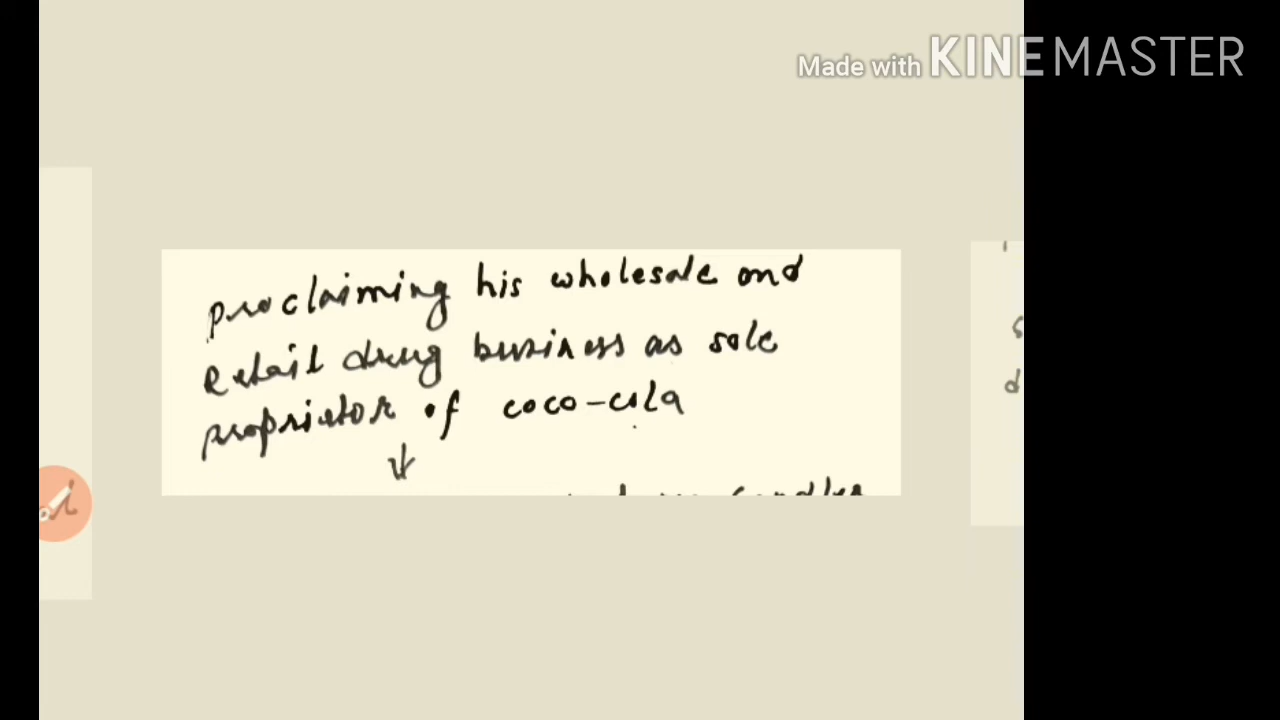 Made with KINEMASTER
proclaiming his wholesale and
retail drug business as sole
proprietor of coco-cola